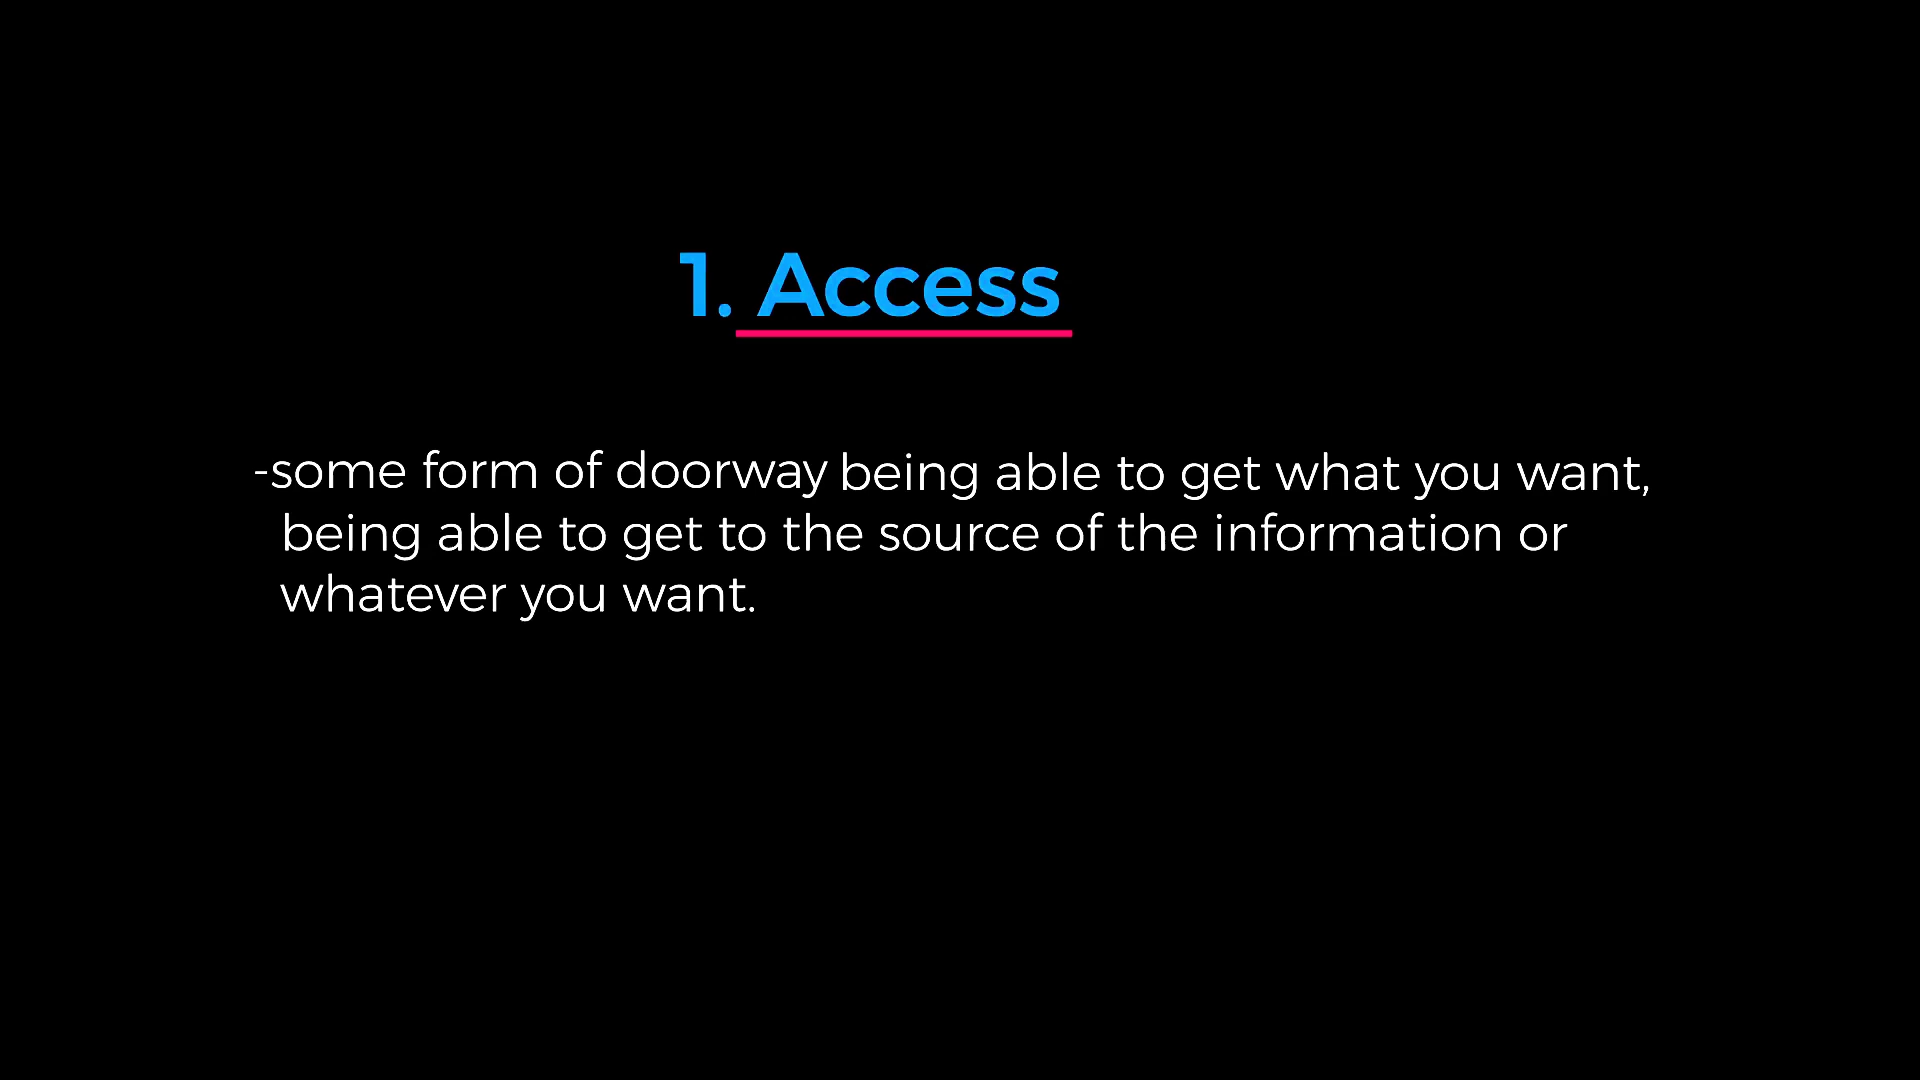 1. Access
-some form of doorway being able to get what you want,
being able to get to the source of the information or
whatever you want.